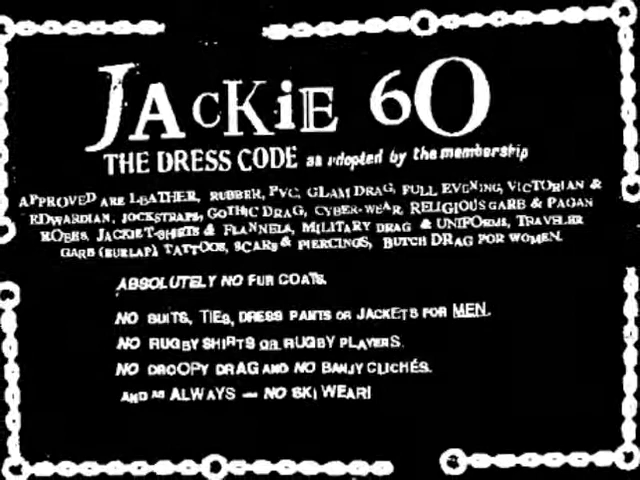 JACKiE 60
THE DRESS CODE as adopted by the membership
APPROVED ARE LEATHER, RUBBER, PVC, GLAM DRAG, FULL EVENING, VICTORIAN &
EDWARDIAN, JOCKSTRAPS, GOTHIC DRAG, CYBER-WEAR, RELIGIOUS GARB & PAGAN
ROBES, JACKIE T-SHIRTS & FLANNELS, MILITARY DRAG & UNIFORMS, TRAVELER
GARB (BURLAP) TATTOOS, SCARS & PIERCINGS, BUTCH DRAG FOR WOMEN.
ABSOLUTELY NO FUR COATS.
NO SUITS, TIES, DRESS PANTS OR JACKETS FOR MEN.
NO RUGBY SHIRTS OR RUGBY PLAYERS.
NO DROOPY DRAG AND NO BANJY CLICHÉS.
AND AS ALWAYS — NO SKI WEAR!